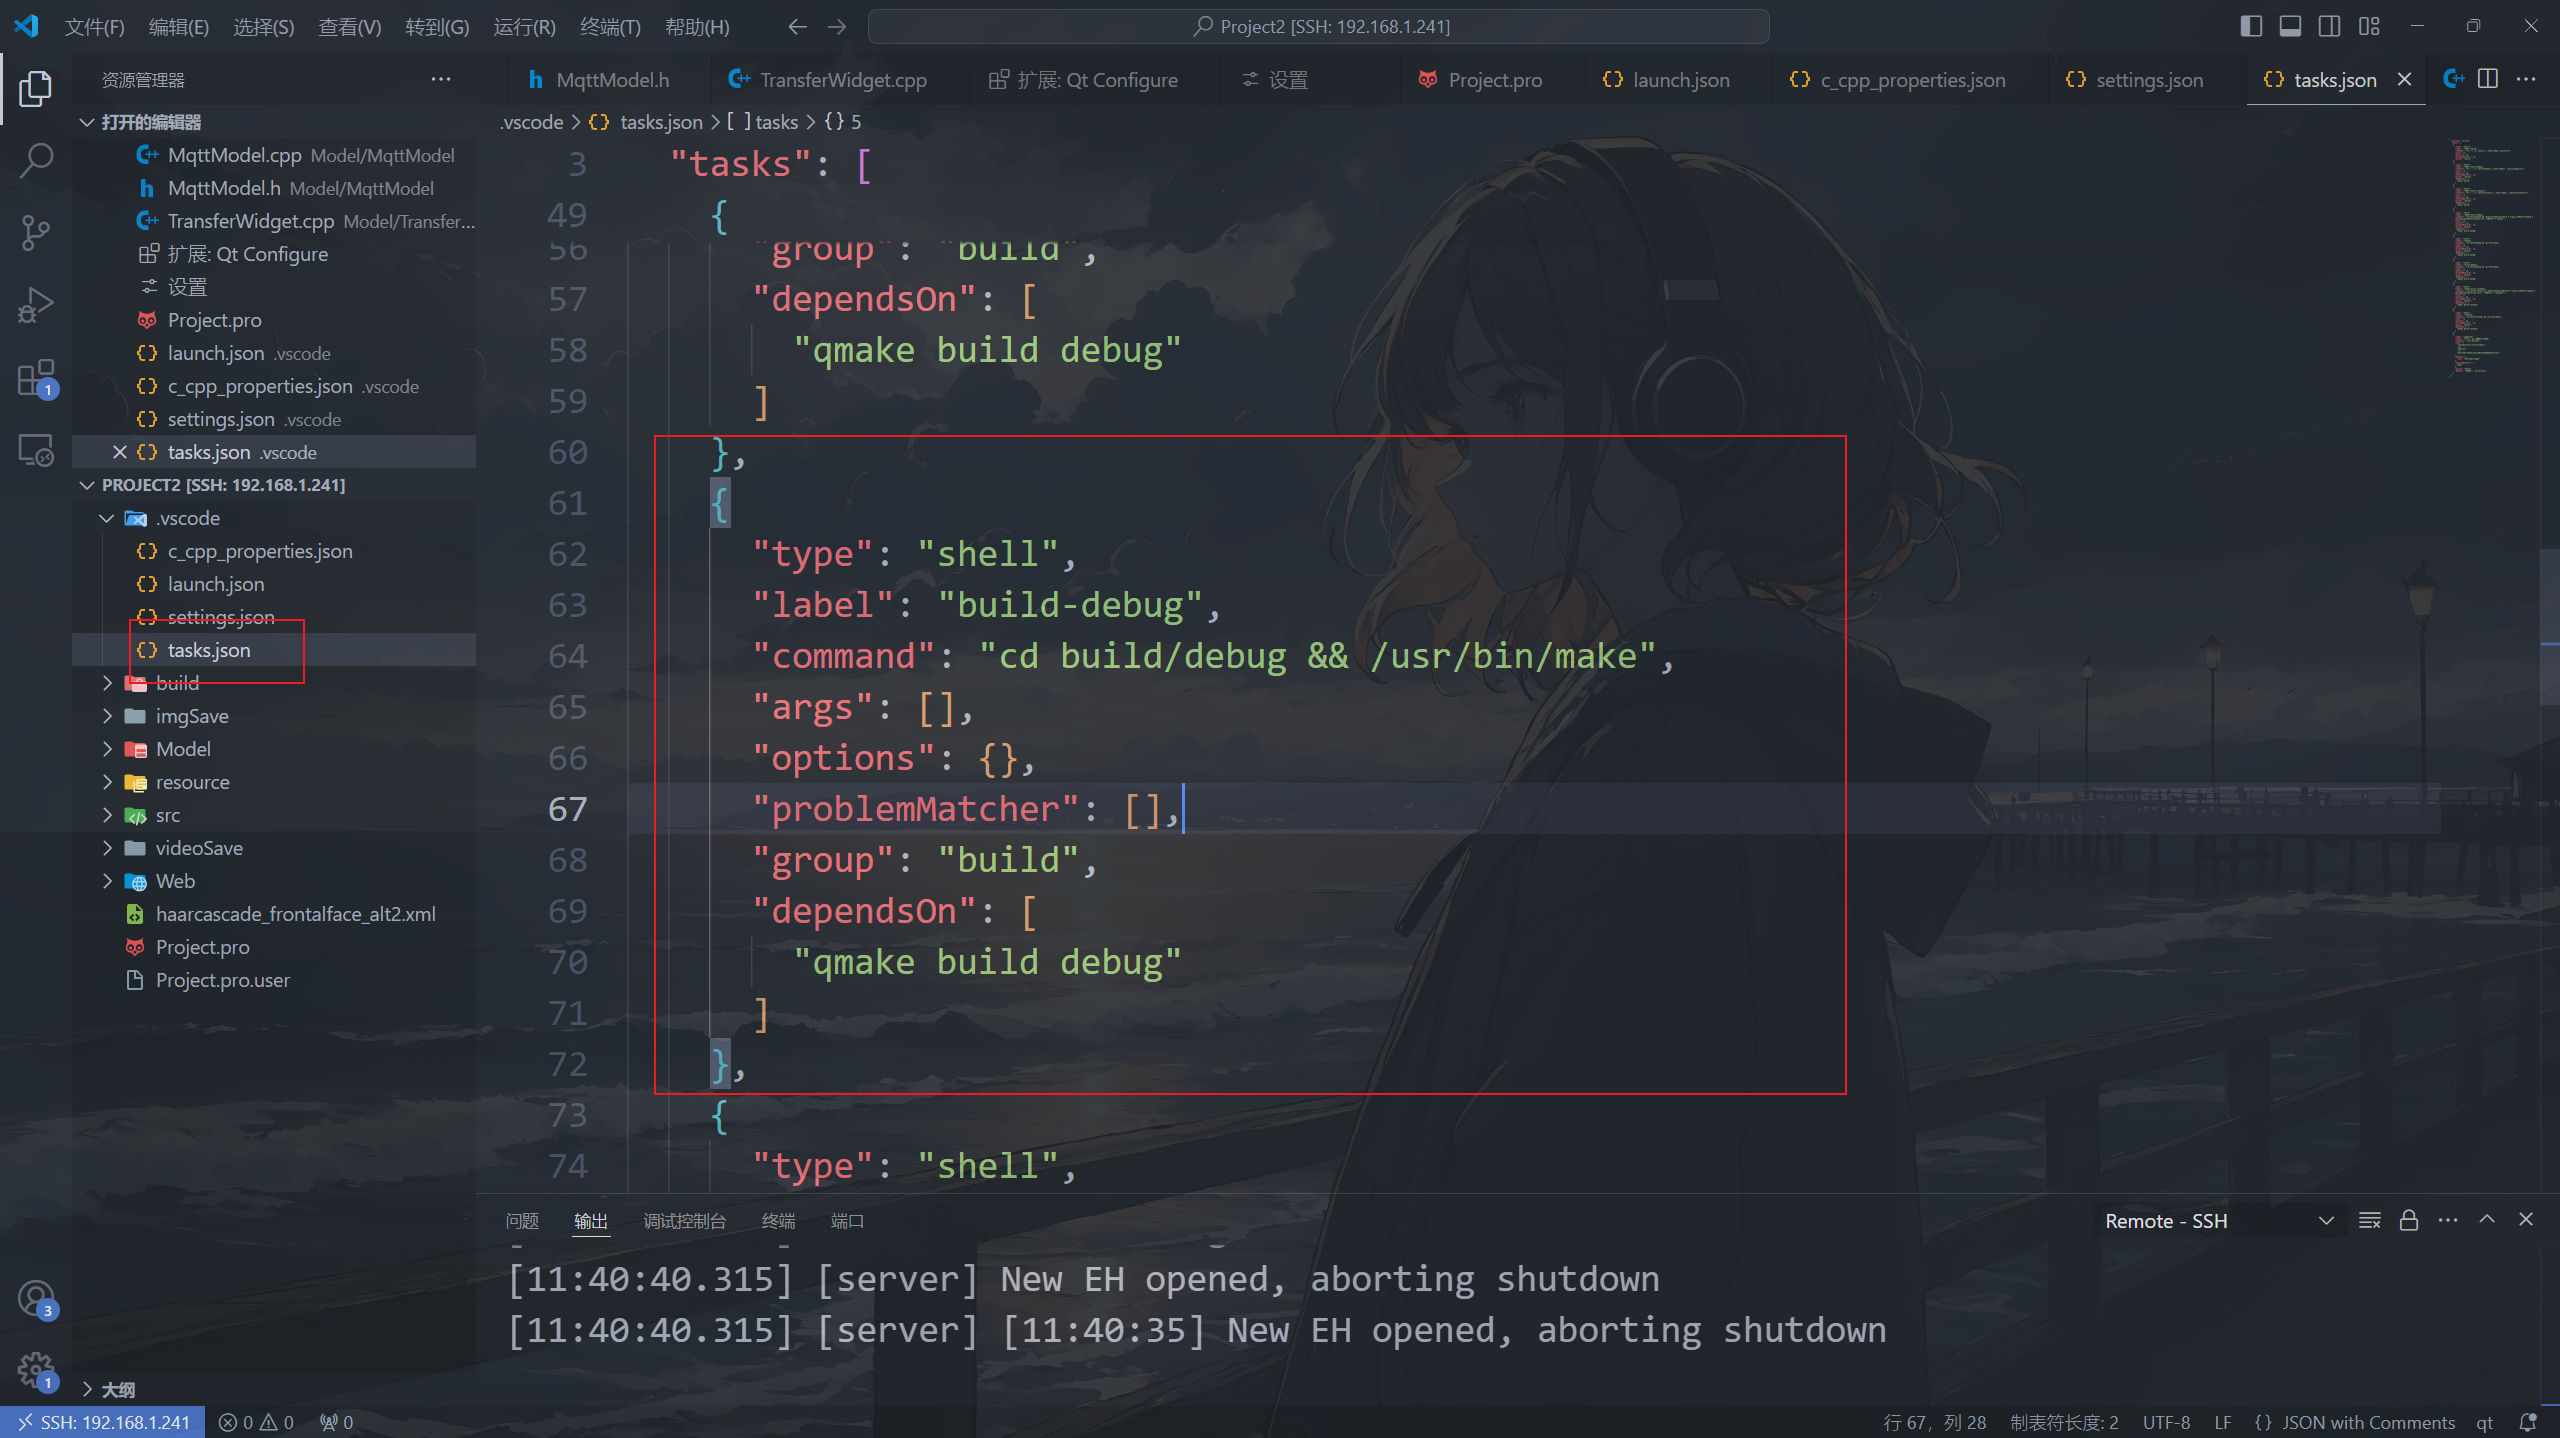 文件(F) 编辑(E) 选择(S) 查看(V) 转到(G) 运行(R) 终端(T) 帮助(H) Project2 [SSH: 192.168.1.241]
资源管理器
MqttModel.h TransferWidget.cpp 扩展: Qt Configure 设置 Project.pro launch.json c_cpp_properties.json settings.json tasks.json
打开的编辑器
MqttModel.cpp Model/MqttModel
MqttModel.h Model/MqttModel
TransferWidget.cpp Model/Transfer...
扩展: Qt Configure
设置
Project.pro
launch.json .vscode
c_cpp_properties.json .vscode
settings.json .vscode
tasks.json .vscode
PROJECT2 [SSH: 192.168.1.241]
.vscode
c_cpp_properties.json
launch.json
settings.json
tasks.json
build
imgSave
Model
resource
src
videoSave
Web
haarcascade_frontalface_alt2.xml
Project.pro
Project.pro.user
大纲
.vscode > {} tasks.json > [ ] tasks > {} 5
3 "tasks": [
49 {
56 "group": "build",
57 "dependsOn": [
58 "qmake build debug"
59 ]
60 },
61 {
62 "type": "shell",
63 "label": "build-debug",
64 "command": "cd build/debug && /usr/bin/make",
65 "args": [],
66 "options": {},
67 "problemMatcher": [],
68 "group": "build",
69 "dependsOn": [
70 "qmake build debug"
71 ]
72 },
73 {
74 "type": "shell",
问题 输出 调试控制台 终端 端口 Remote - SSH
[11:40:40.315] [server] New EH opened, aborting shutdown
[11:40:40.315] [server] [11:40:35] New EH opened, aborting shutdown
1
3
1
SSH: 192.168.1.241 0 0 0 行 67，列 28 制表符长度: 2 UTF-8 LF {} JSON with Comments qt